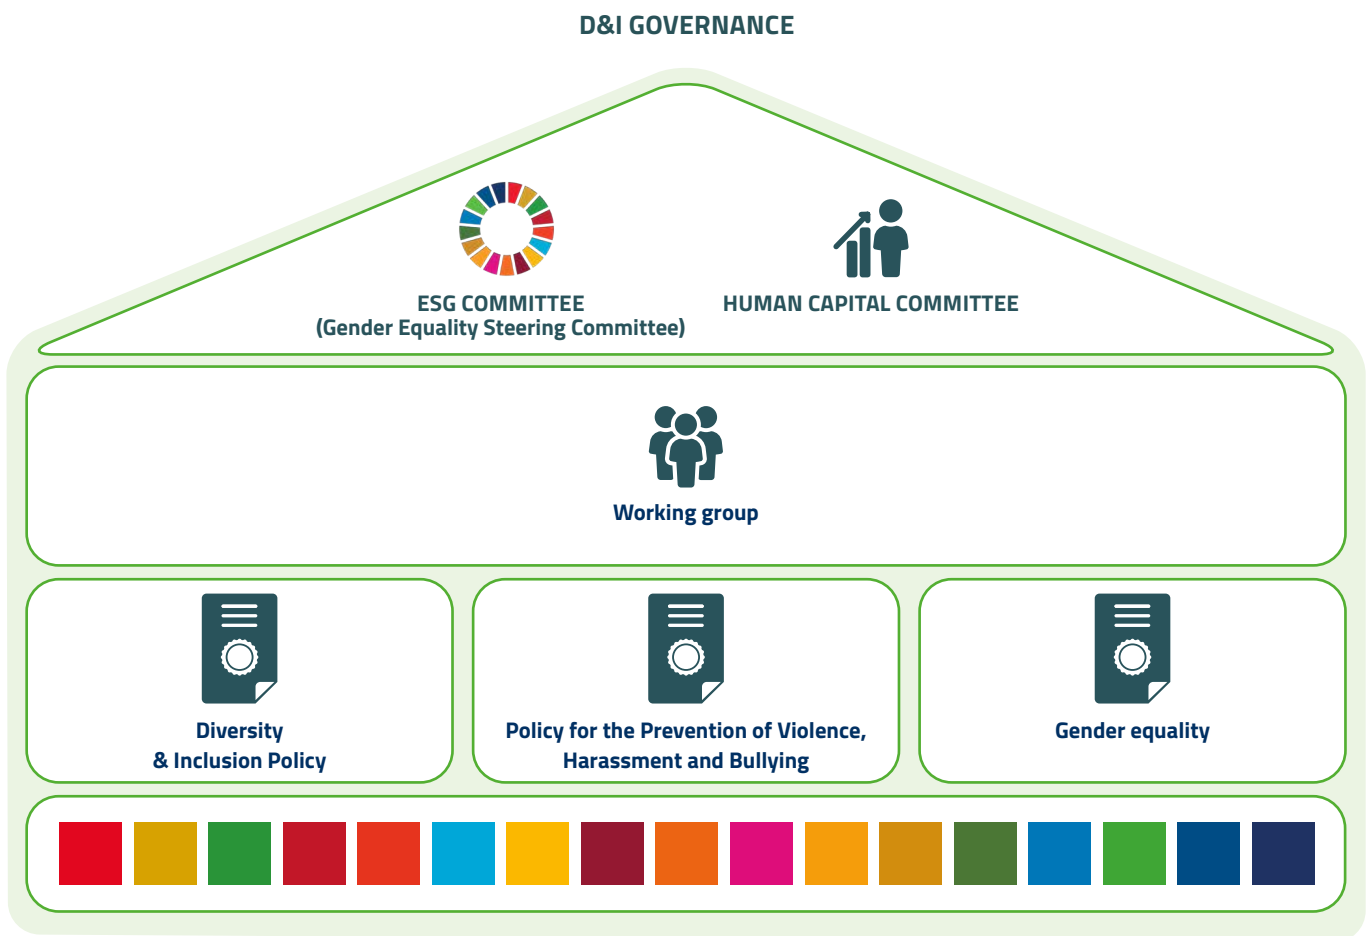 D&I GOVERNANCE
ESG COMMITTEE
(Gender Equality Steering Committee)
HUMAN CAPITAL COMMITTEE
Working group
Diversity
& Inclusion Policy
Policy for the Prevention of Violence,
Harassment and Bullying
Gender equality